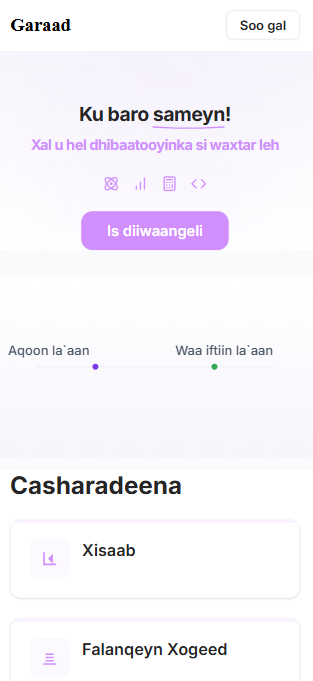 Garaad
Soo gal
Ku baro sameyn!
Xal u hel dhibaatooyinka si waxtar leh
Is diiwaangeli
Aqoon la`aan
Waa iftiin la`aan
Casharadeena
Xisaab
Falanqeyn Xogeed